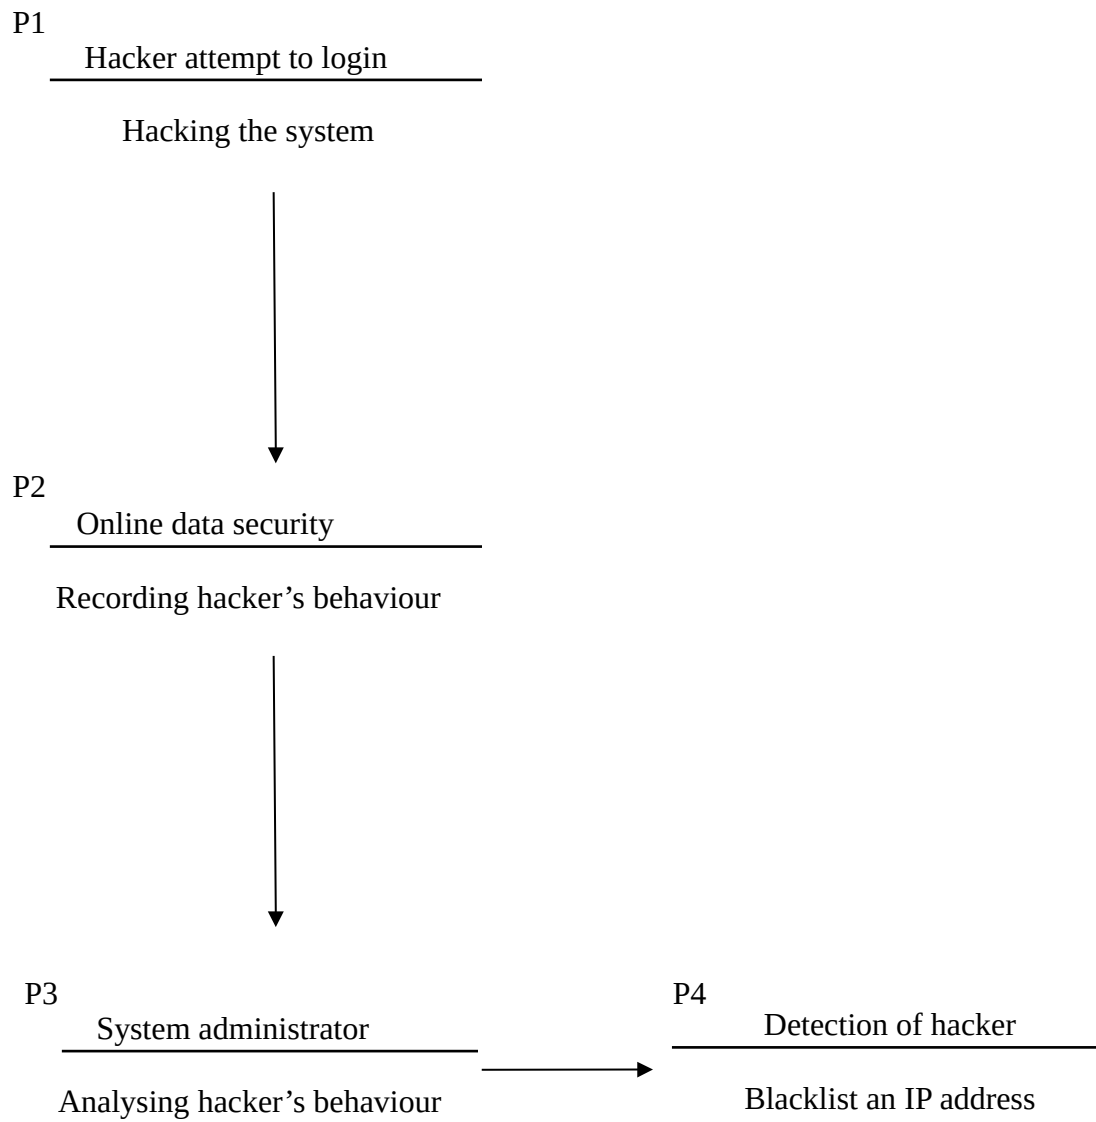 P1
Hacker attempt to login
Hacking the system
P2
Online data security
Recording hacker’s behaviour
P3
System administrator
Analysing hacker’s behaviour
P4
Detection of hacker
Blacklist an IP address